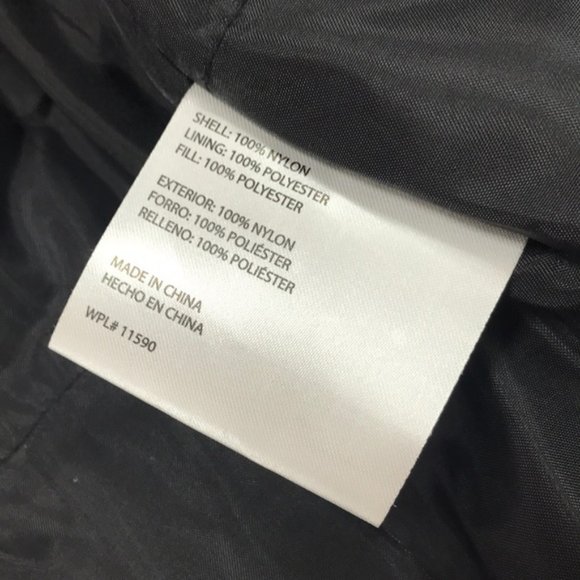 SHELL: 100% NYLON
LINING: 100% POLYESTER
FILL: 100% POLYESTER
EXTERIOR: 100% NYLON
FORRO: 100% POLIÉSTER
RELLENO: 100% POLIÉSTER
MADE IN CHINA
HECHO EN CHINA
WPL# 11590